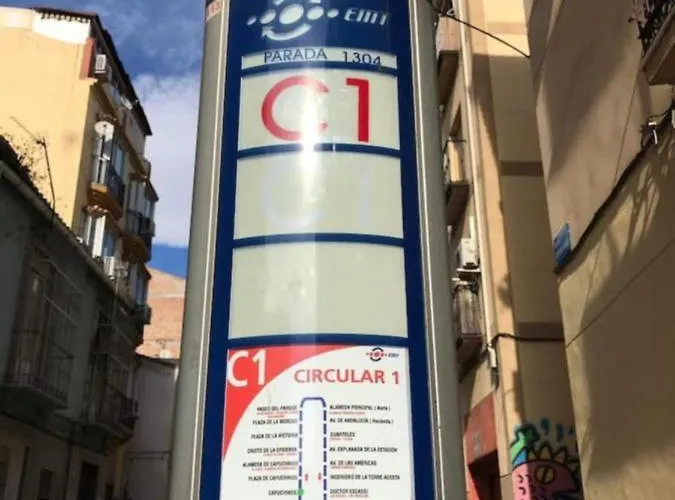 EMT
PARADA 1304
C1
C1
C1 CIRCULAR 1
PASEO DEL PARQUE
ALAMEDA PRINCIPAL (Norte)
PLAZA DE LA MERCED
AV. DE ANDALUCÍA (Hacienda)
PLAZA DE LA VICTORIA
CUARTELES
CRISTO DE LA EPIDEMIA
AV. EXPLANADA DE LA ESTACIÓN
ALAMEDA DE CAPUCHINOS
AV. DE LAS AMÉRICAS
PLAZA DE CAPUCHINOS
INGENIERO DE LA TORRE ACOSTA
CAPUCHINOS
DOCTOR ESCASSI